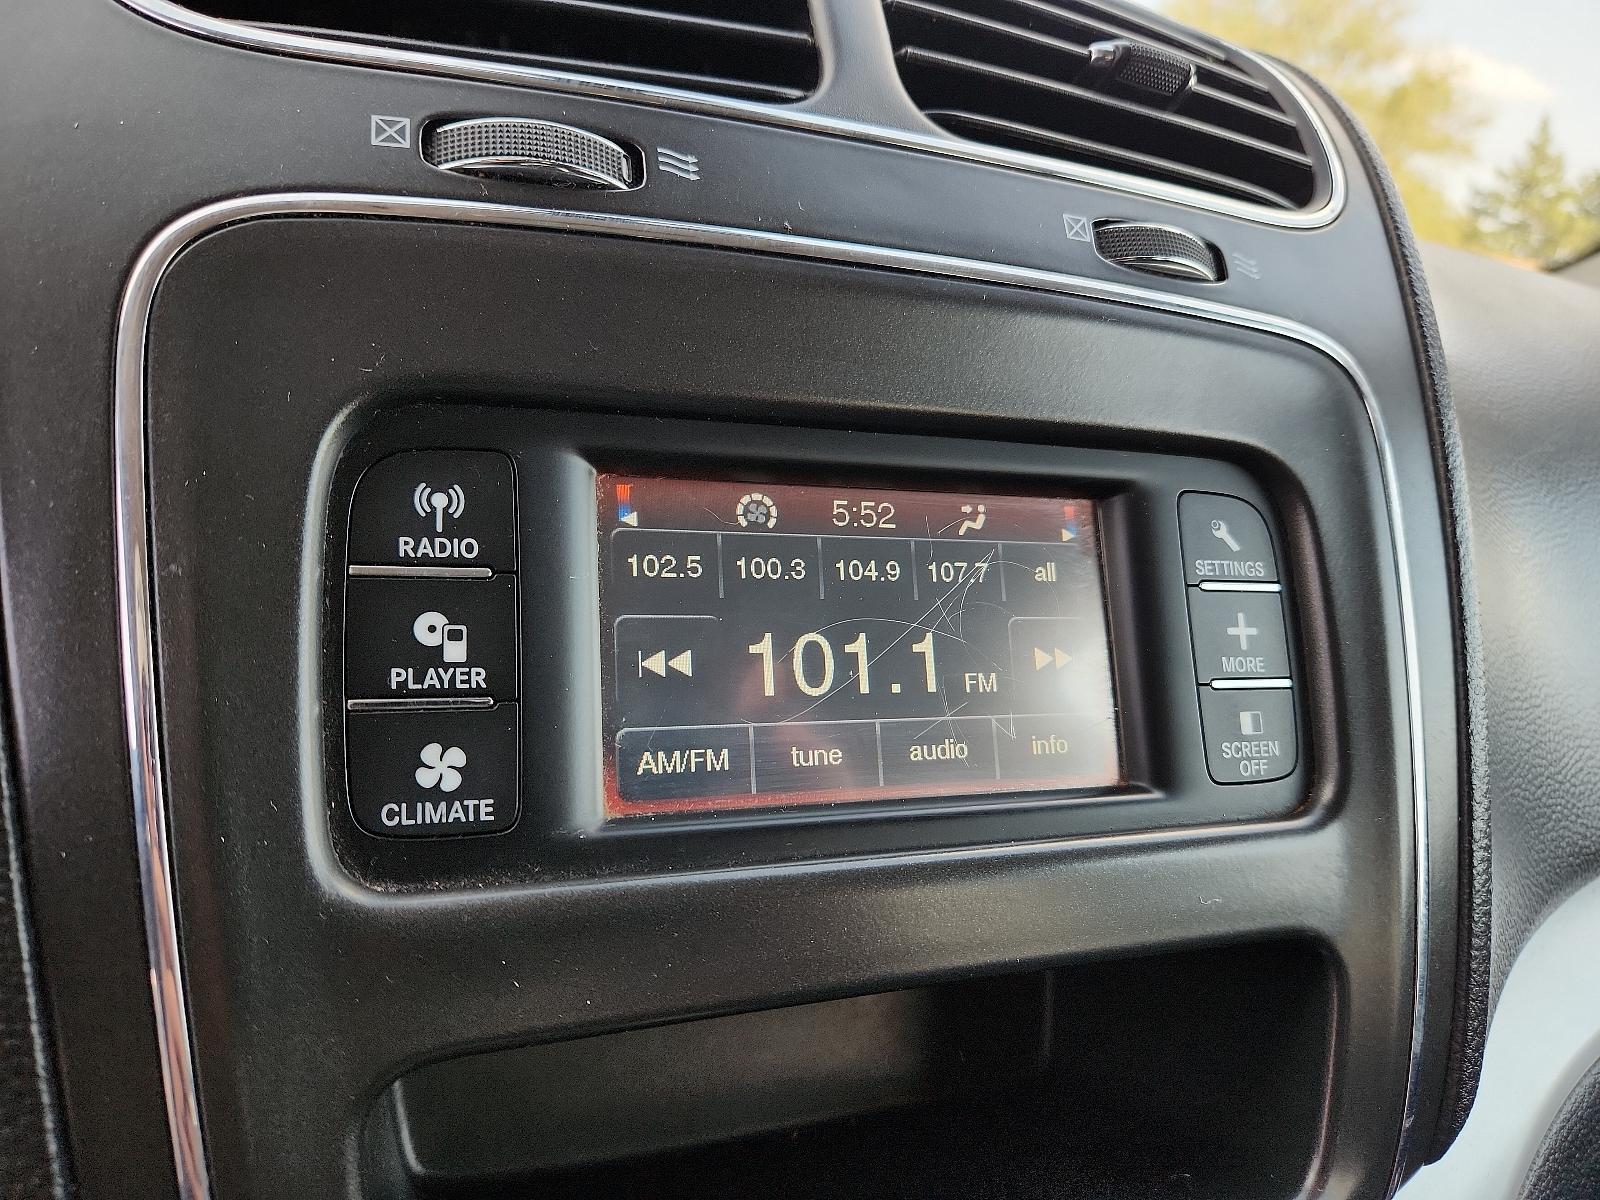 RADIO
PLAYER
CLIMATE
5:52
102.5 100.3 104.9 107.7 all
101.1 FM
AM/FM tune audio info
SETTINGS
MORE
SCREEN
OFF